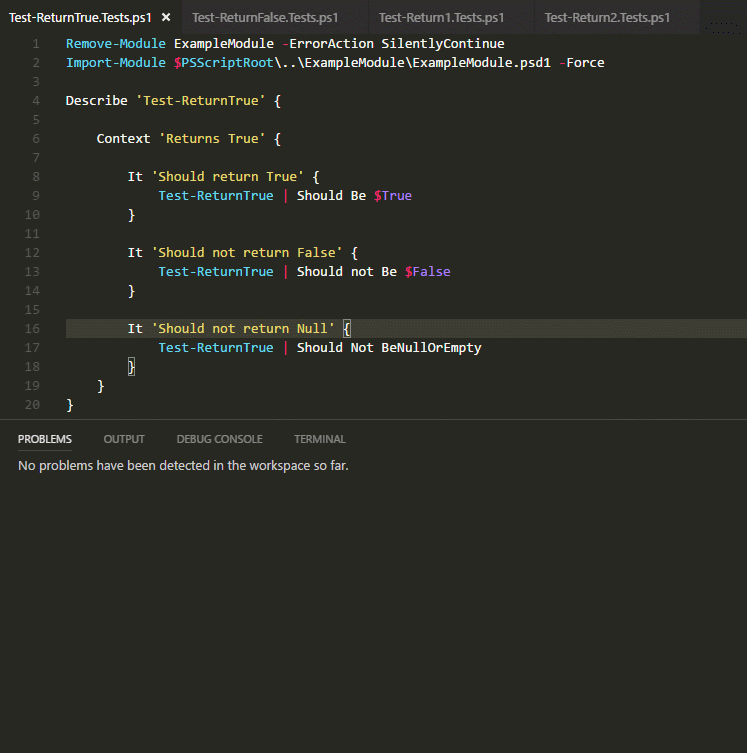 Test-ReturnTrue.Tests.ps1 × Test-ReturnFalse.Tests.ps1 Test-Return1.Tests.ps1 Test-Return2.Tests.ps1
1 Remove-Module ExampleModule -ErrorAction SilentlyContinue
2 Import-Module $PSScriptRoot\..\ExampleModule\ExampleModule.psd1 -Force
3
4 Describe 'Test-ReturnTrue' {
5
6 Context 'Returns True' {
7
8 It 'Should return True' {
9 Test-ReturnTrue | Should Be $True
10 }
11
12 It 'Should not return False' {
13 Test-ReturnTrue | Should not Be $False
14 }
15
16 It 'Should not return Null' {
17 Test-ReturnTrue | Should Not BeNullOrEmpty
18 }
19 }
20 }
PROBLEMS OUTPUT DEBUG CONSOLE TERMINAL
No problems have been detected in the workspace so far.